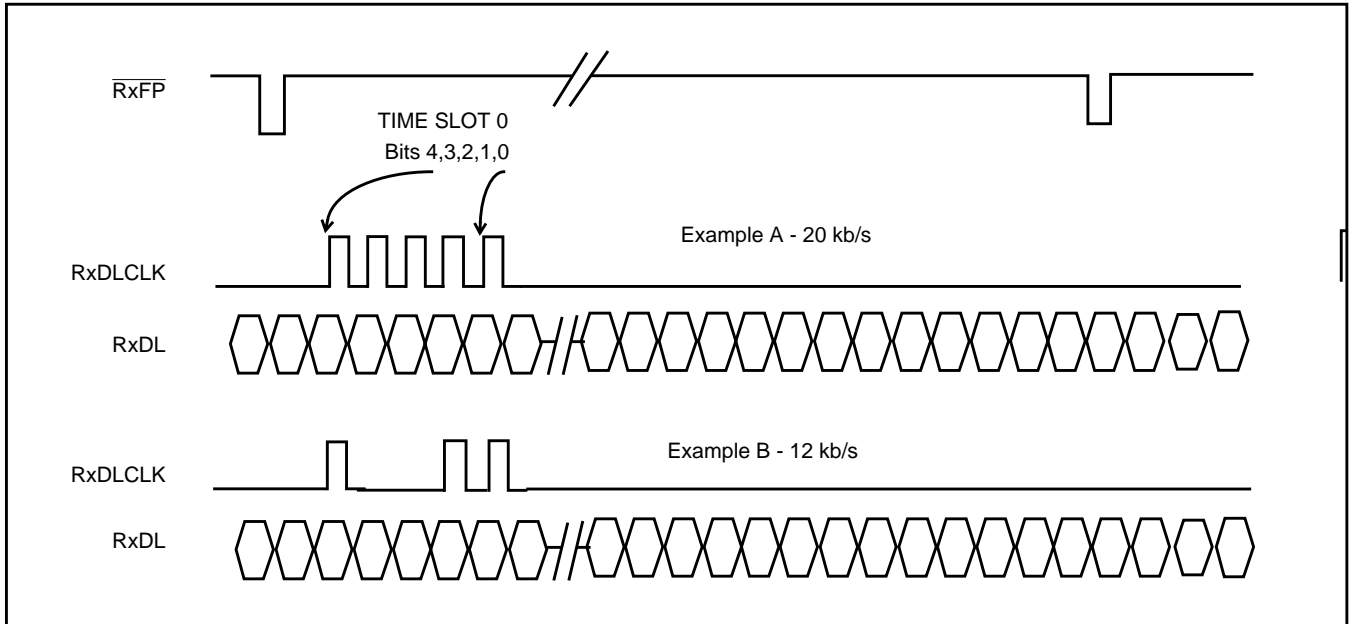 RxFP
TIME SLOT 0
Bits 4,3,2,1,0
Example A - 20 kb/s
RxDLCLK
RxDL
Example B - 12 kb/s
RxDLCLK
RxDL